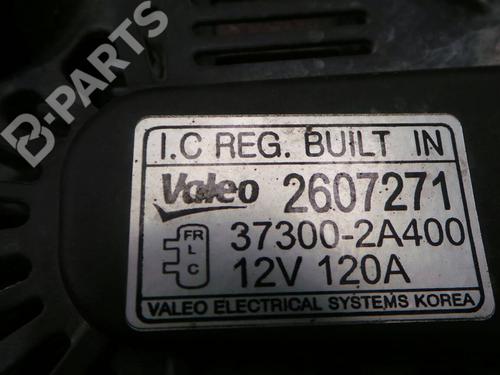 B-PARTS
I.C REG. BUILT IN
Valeo 2607271
FR
L
C
37300-2A400
12V 120A
VALEO ELECTRICAL SYSTEMS KOREA